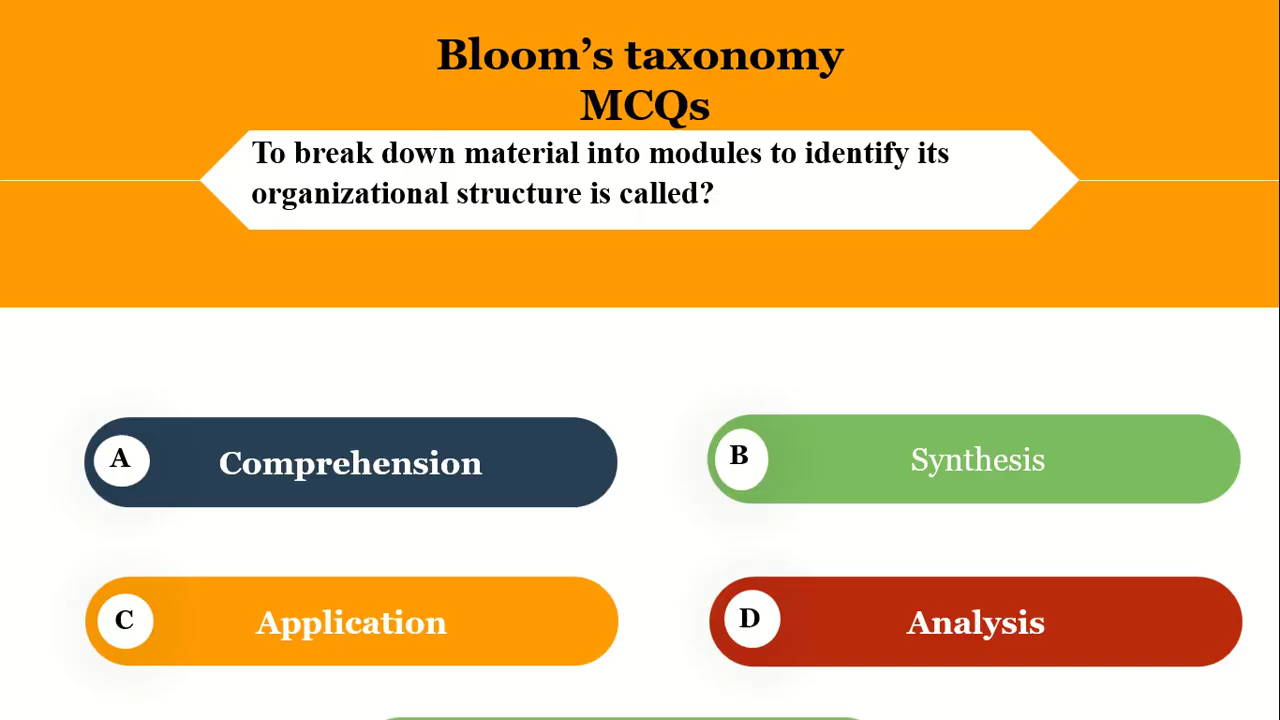 Bloom’s taxonomy
MCQs
To break down material into modules to identify its
organizational structure is called?
A Comprehension
B Synthesis
C Application
D Analysis